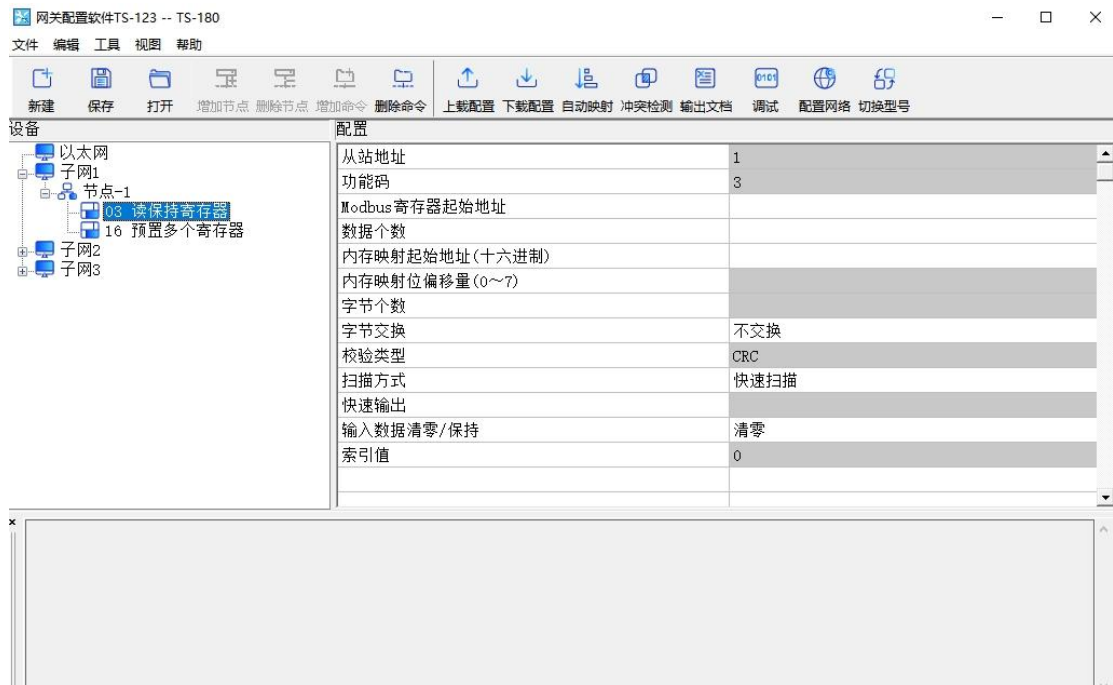 网关配置软件TS-123 -- TS-180
文件 编辑 工具 视图 帮助
新建 保存 打开 增加节点 删除节点 增加命令 删除命令 上载配置 下载配置 自动映射 冲突检测 输出文档 调试 配置网络 切换型号
设备
以太网
子网1
节点-1
03 读保持寄存器
16 预置多个寄存器
子网2
子网3
配置
从站地址 1
功能码 3
Modbus寄存器起始地址
数据个数
内存映射起始地址(十六进制)
内存映射位偏移量(0～7)
字节个数
字节交换 不交换
校验类型 CRC
扫描方式 快速扫描
快速输出
输入数据清零/保持 清零
索引值 0